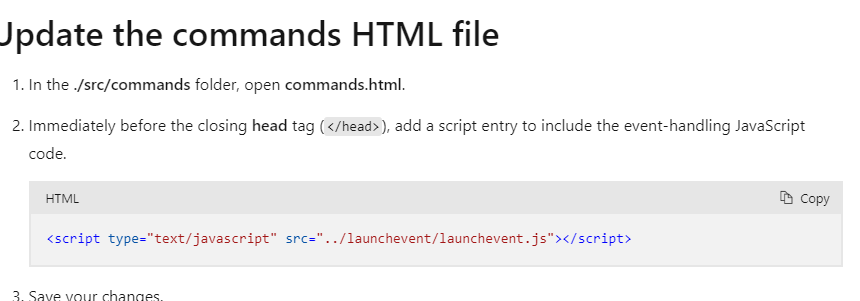 Update the commands HTML file
1. In the ./src/commands folder, open commands.html.
2. Immediately before the closing head tag (</head>), add a script entry to include the event-handling JavaScript
code.
HTML
Copy
<script type="text/javascript" src="../launchevent/launchevent.js"></script>
3. Save your changes.